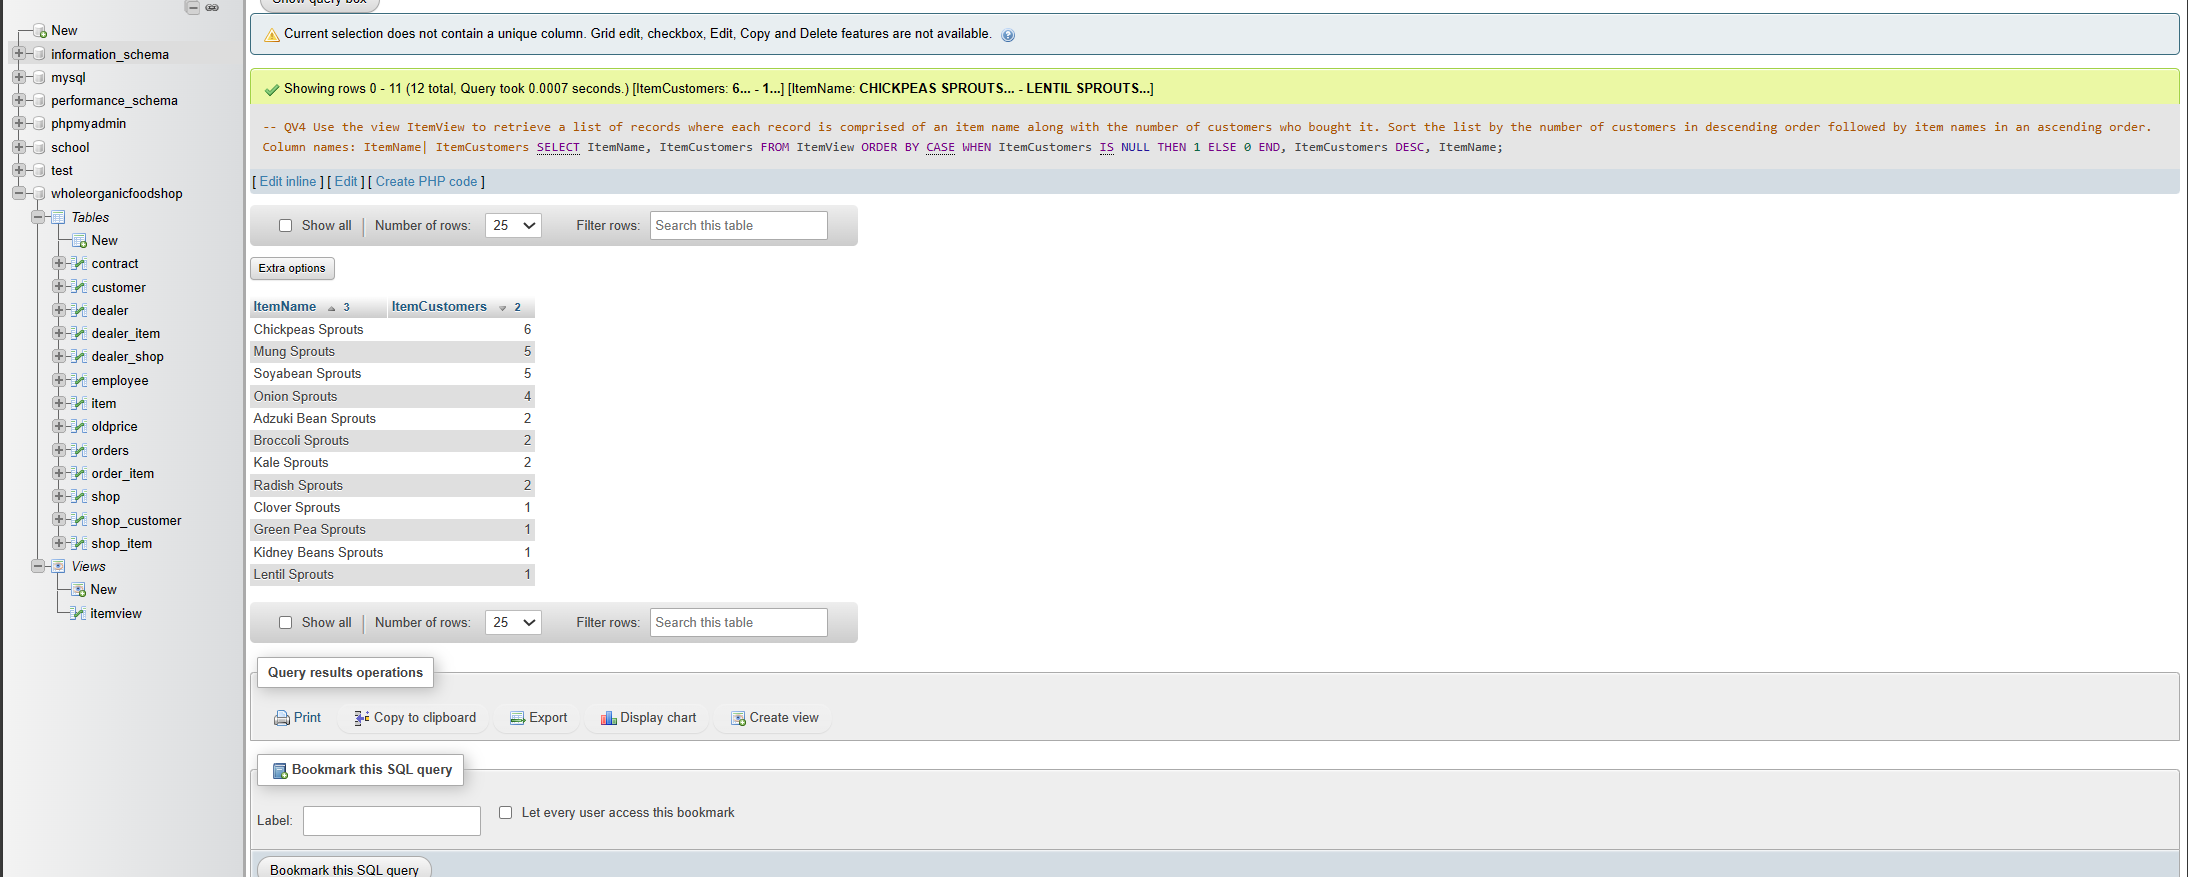 New
information_schema
mysql
performance_schema
phpmyadmin
school
test
wholeorganicfoodshop
Tables
New
contract
customer
dealer
dealer_item
dealer_shop
employee
item
oldprice
orders
order_item
shop
shop_customer
shop_item
Views
New
itemview
Show query box
Current selection does not contain a unique column. Grid edit, checkbox, Edit, Copy and Delete features are not available.
Showing rows 0 - 11 (12 total, Query took 0.0007 seconds.) [ItemCustomers: 6... - 1...] [ItemName: CHICKPEAS SPROUTS... - LENTIL SPROUTS...]
-- QV4 Use the view ItemView to retrieve a list of records where each record is comprised of an item name along with the number of customers who bought it. Sort the list by the number of customers in descending order followed by item names in an ascending order.
Column names: ItemName| ItemCustomers SELECT ItemName, ItemCustomers FROM ItemView ORDER BY CASE WHEN ItemCustomers IS NULL THEN 1 ELSE 0 END, ItemCustomers DESC, ItemName;
[ Edit inline ] [ Edit ] [ Create PHP code ]
Show all | Number of rows: 25 Filter rows: Search this table
Extra options
ItemName 3 ItemCustomers 2
Chickpeas Sprouts 6
Mung Sprouts 5
Soyabean Sprouts 5
Onion Sprouts 4
Adzuki Bean Sprouts 2
Broccoli Sprouts 2
Kale Sprouts 2
Radish Sprouts 2
Clover Sprouts 1
Green Pea Sprouts 1
Kidney Beans Sprouts 1
Lentil Sprouts 1
Show all | Number of rows: 25 Filter rows: Search this table
Query results operations
Print Copy to clipboard Export Display chart Create view
Bookmark this SQL query
Label: Let every user access this bookmark
Bookmark this SQL query